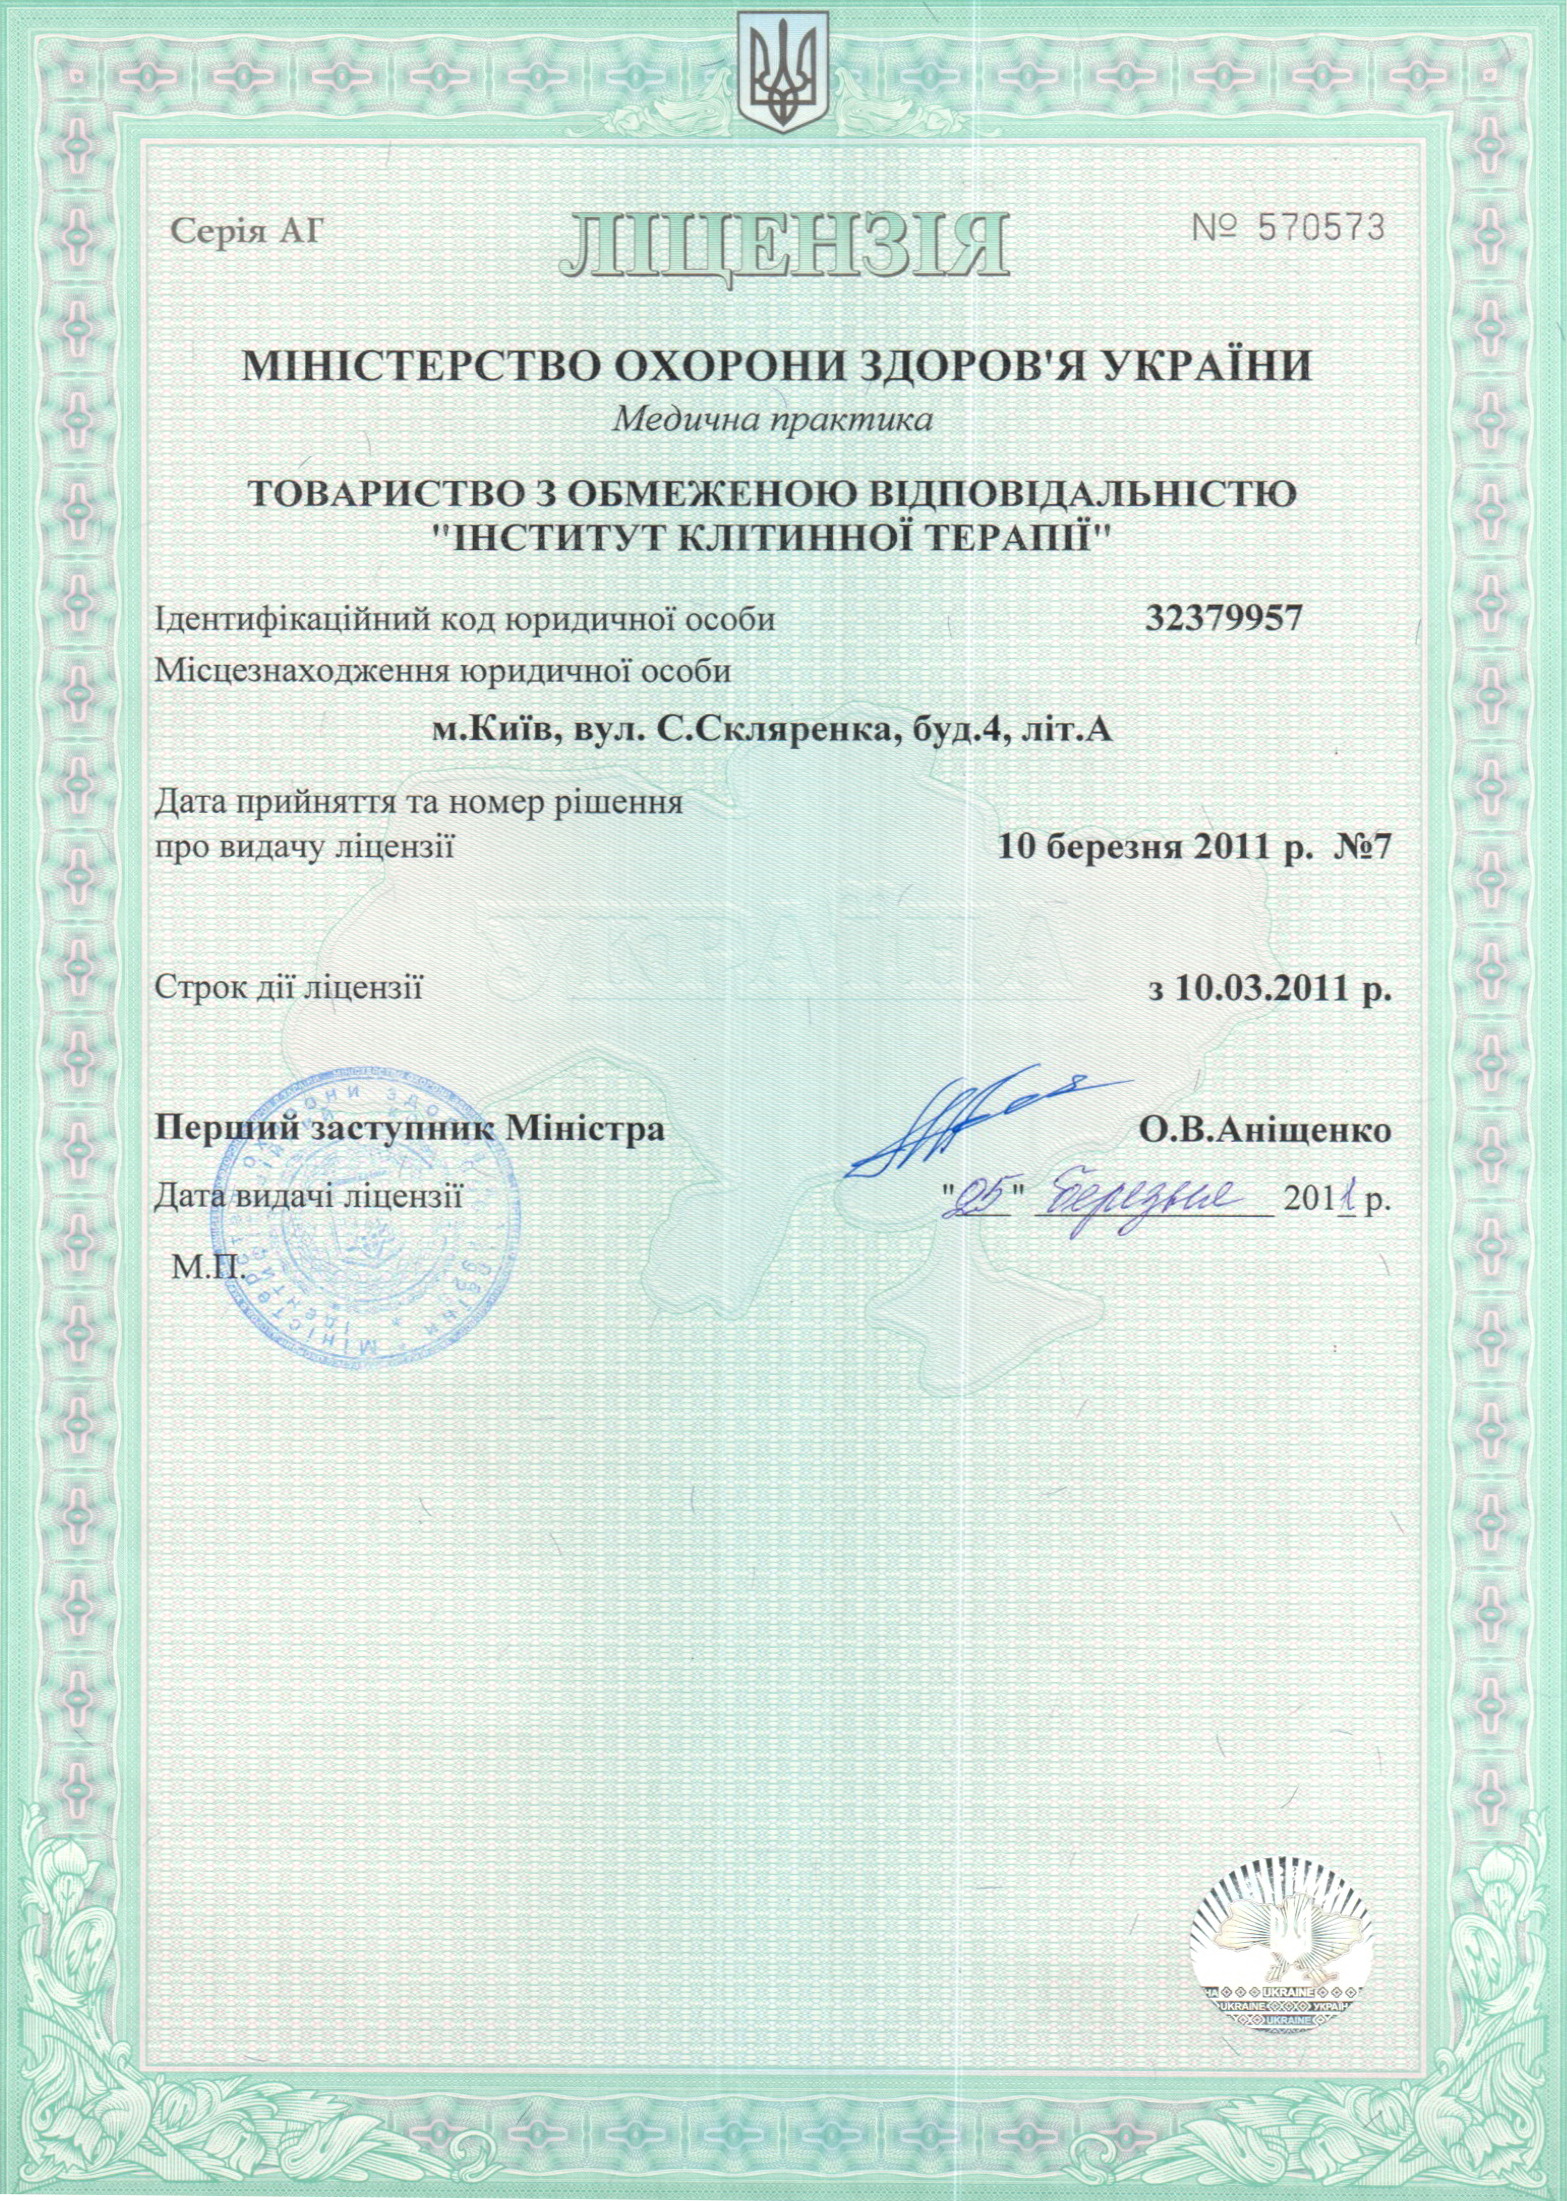 Серія АГ
ЛІЦЕНЗІЯ
№ 570573
МІНІСТЕРСТВО ОХОРОНИ ЗДОРОВ'Я УКРАЇНИ
Медична практика
ТОВАРИСТВО З ОБМЕЖЕНОЮ ВІДПОВІДАЛЬНІСТЮ
"ІНСТИТУТ КЛІТИННОЇ ТЕРАПІЇ"
Ідентифікаційний код юридичної особи 32379957
Місцезнаходження юридичної особи
м.Київ, вул. С.Скляренка, буд.4, літ.А
Дата прийняття та номер рішення
про видачу ліцензії 10 березня 2011 р. №7
УКРАЇНА
Строк дії ліцензії з 10.03.2011 р.
Перший заступник Міністра О.В.Аніщенко
Дата видачі ліцензії "25" березня 2011 р.
М.П.
UKRAINE
UKRAINE УКРАЇН
UKRAINE